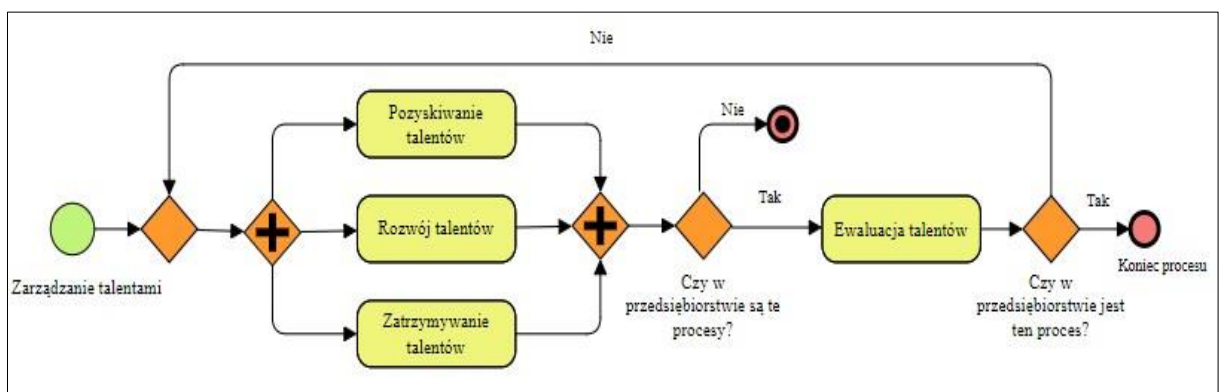 Nie
Pozyskiwanie
talentów
Nie
Rozwój talentów
Tak
Ewaluacja talentów
Tak
Zarządzanie talentami
Zatrzymywanie
talentów
Czy w
przedsiębiorstwie są te
procesy?
Koniec procesu
Czy w
przedsiębiorstwie jest
ten proces?